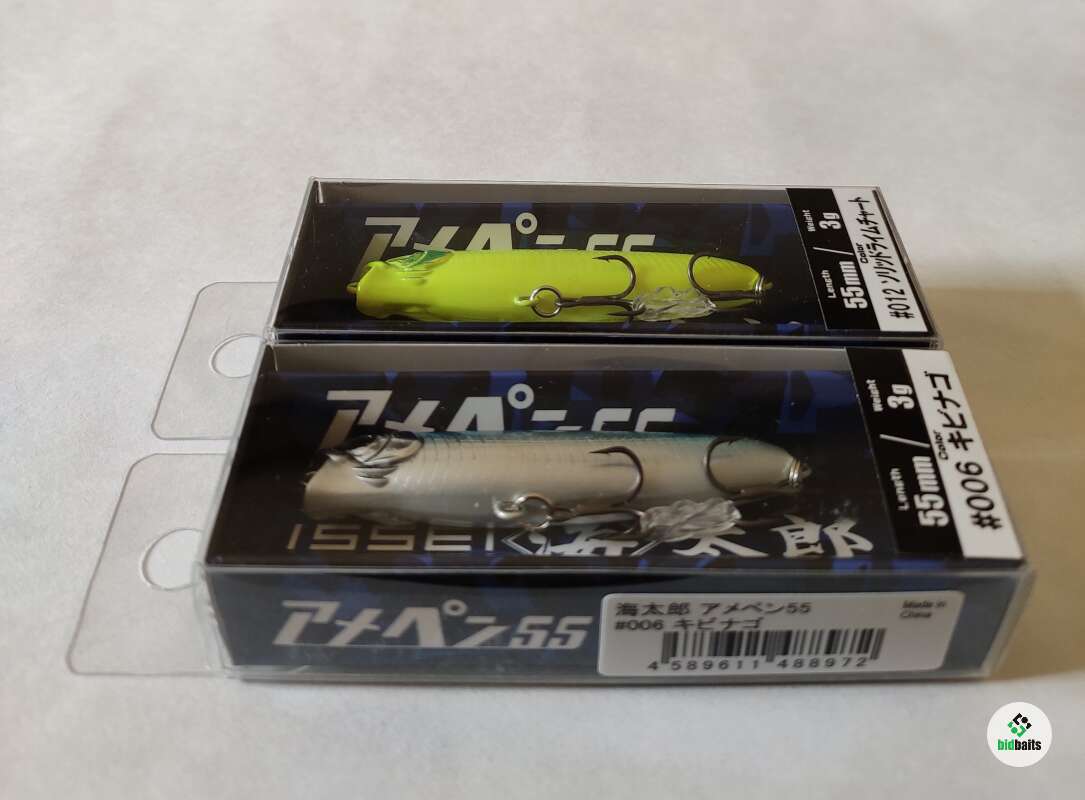 アメペン55
Length
55mm
/
Weight
3g
Color
#012 ソリッドライムチャート
アメペン55
Length
55mm
/
Weight
3g
Color
#006 キビナゴ
ISSEI
海太郎
アメペン55
海太郎 アメペン55
#006 キビナゴ
Made in
China
4 589611 488972
bidbaits